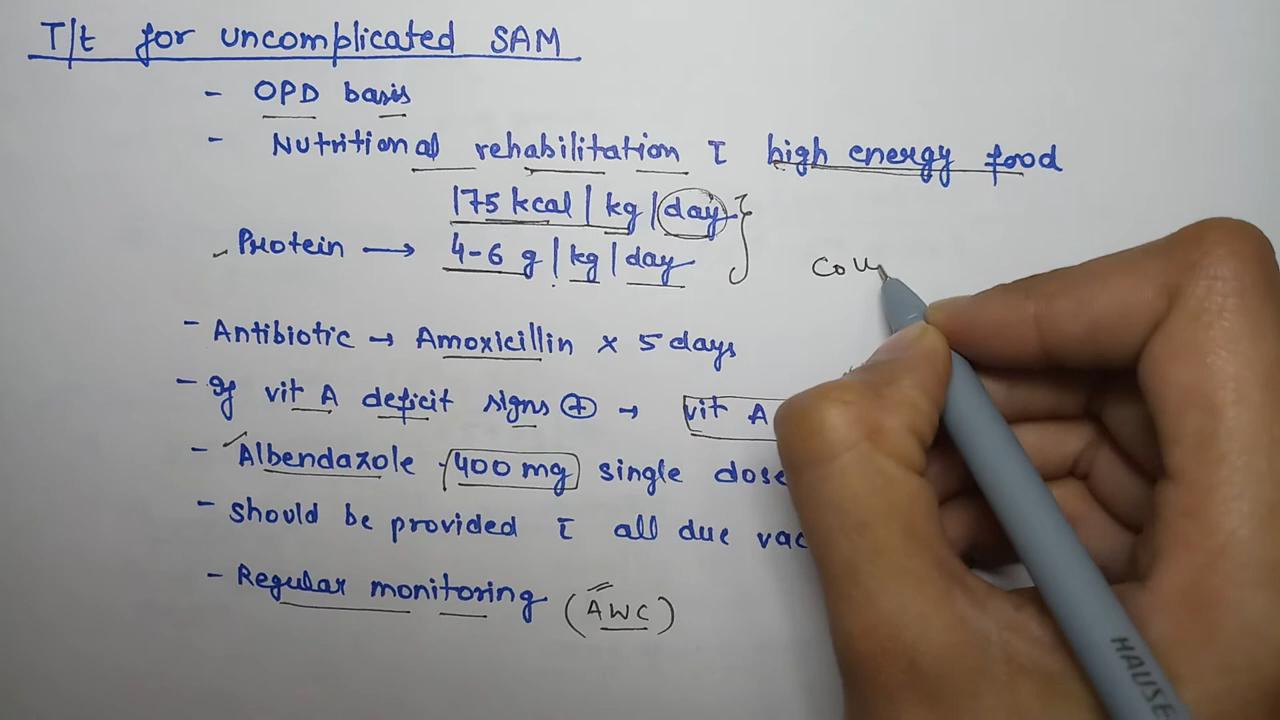 T/t for uncomplicated SAM
- OPD basis
- Nutritional rehabilitation c̄ high energy food
175 kcal | kg | day
Protein → 4-6 g | kg | day
cou
- Antibiotic → Amoxicillin x 5 days
- If vit A deficit signs ⊕ → vit A
- Albendazole 400 mg single dose
- should be provided c̄ all due vac
- Regular monitoring (AWC)
HAUSE